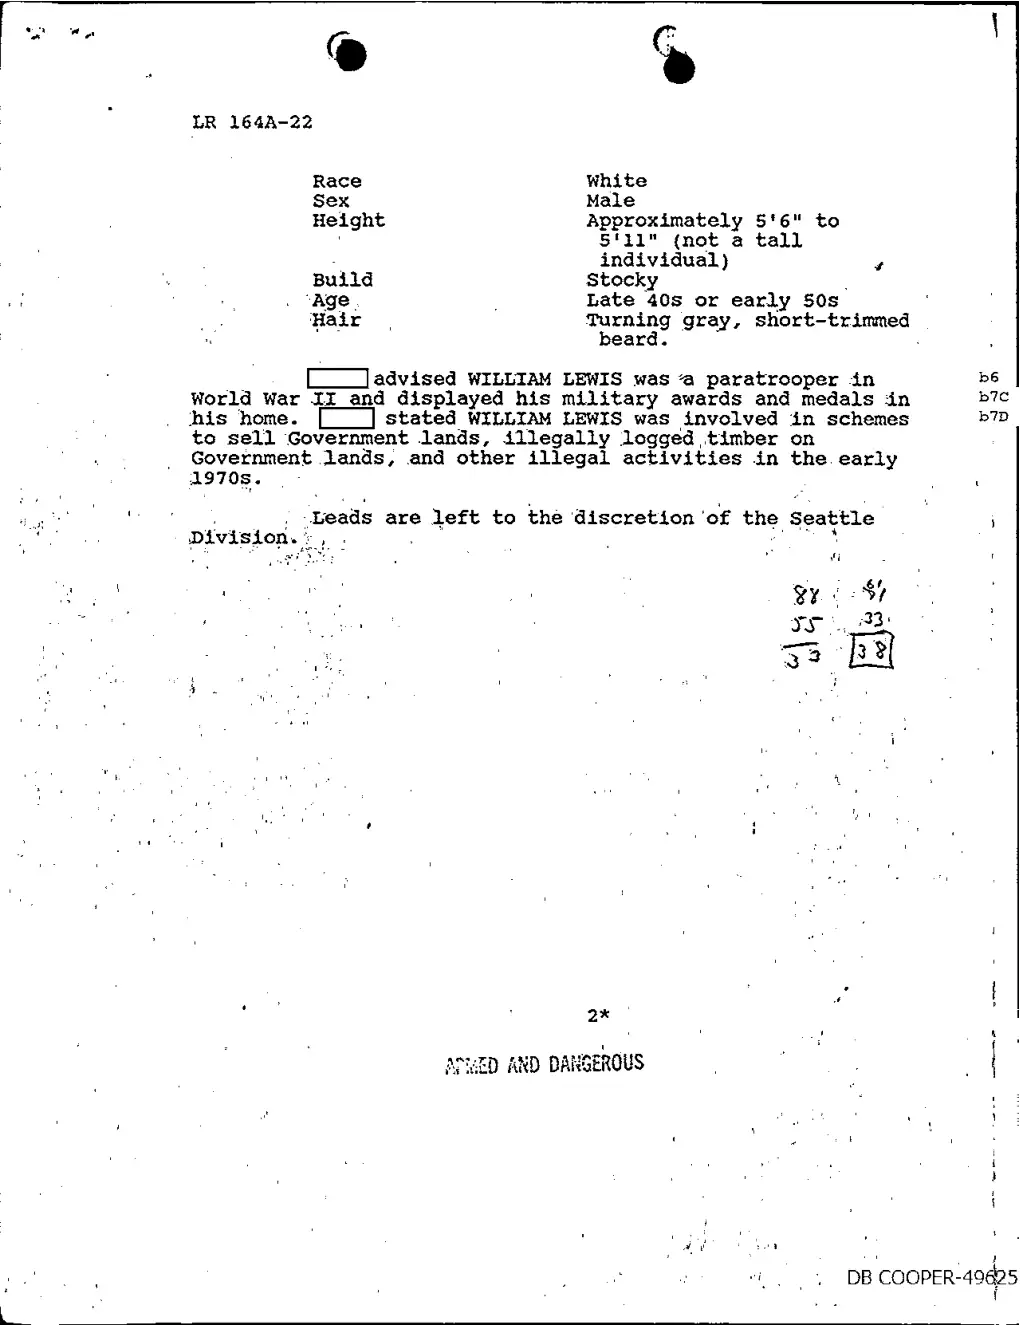 LR 164A-22
Race White
Sex Male
Height Approximately 5'6" to
5'11" (not a tall
individual)
Build Stocky
Age Late 40s or early 50s
Hair Turning gray, short-trimmed
beard.
advised WILLIAM LEWIS was a paratrooper in
World War II and displayed his military awards and medals in
his home. stated WILLIAM LEWIS was involved in schemes
to sell Government lands, illegally logged timber on
Government lands, and other illegal activities in the early
1970s.
b6
b7C
b7D
Leads are left to the discretion of the Seattle
Division.
88
55
33
33
38
2*
ARMED AND DANGEROUS
DB COOPER-49625